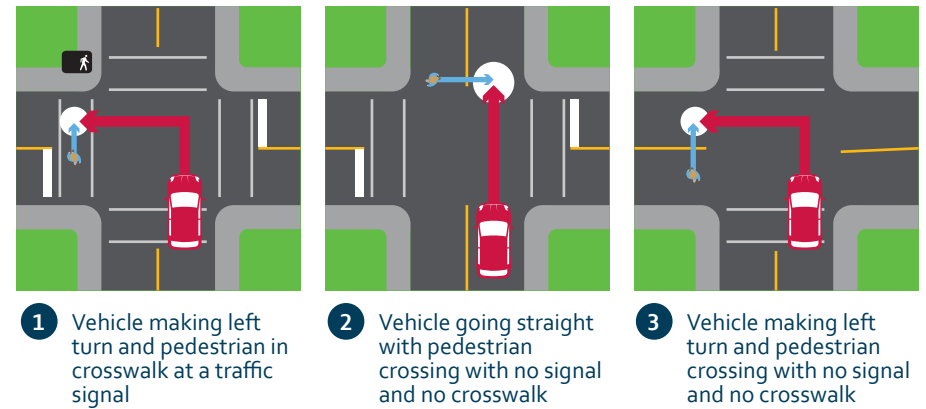 1 Vehicle making left
turn and pedestrian in
crosswalk at a traffic
signal
2 Vehicle going straight
with pedestrian
crossing with no signal
and no crosswalk
3 Vehicle making left
turn and pedestrian
crossing with no signal
and no crosswalk